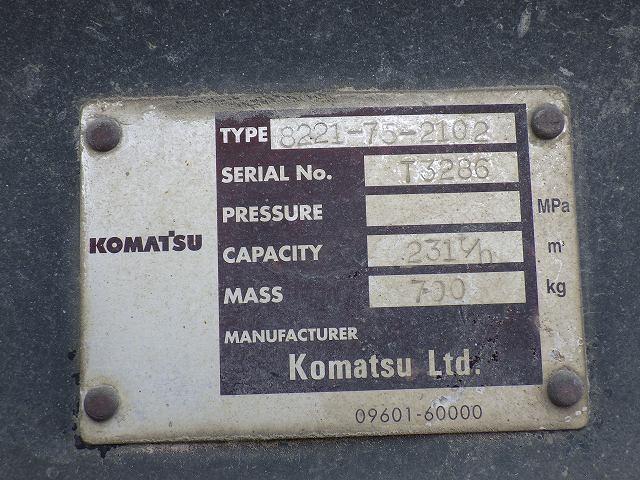 TYPE 8221-75-2102
SERIAL No. T3286
PRESSURE MPa
KOMATSU
CAPACITY m³
MASS 700 kg
MANUFACTURER
Komatsu Ltd.
09601-60000